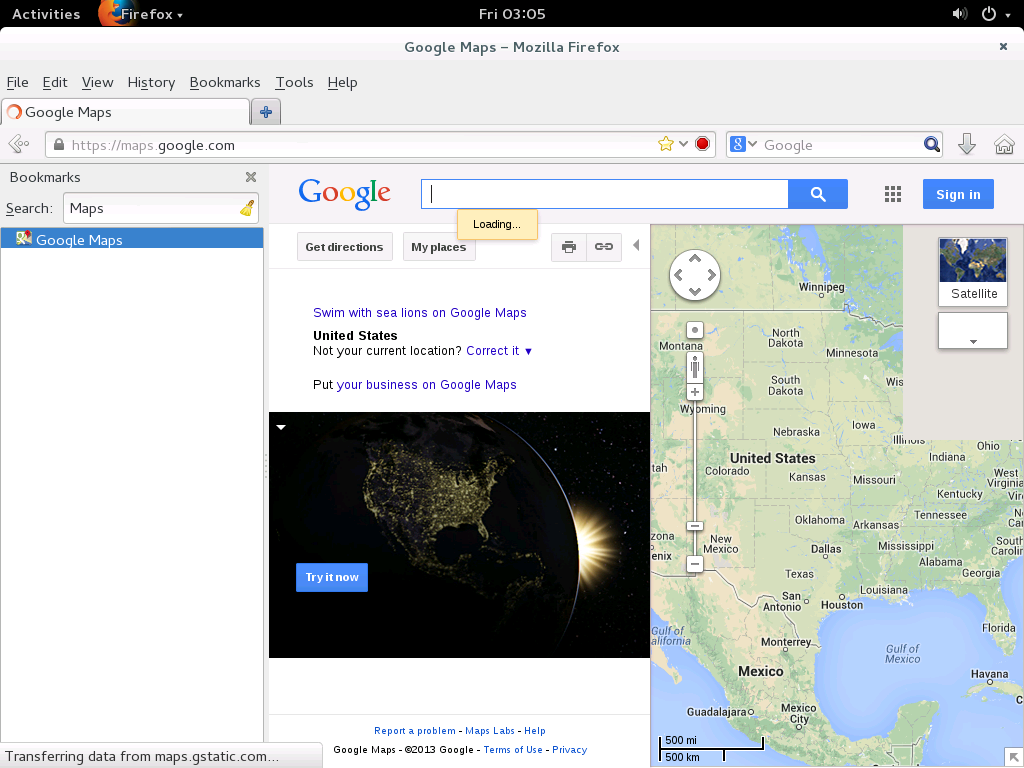 Activities Firefox Fri 03:05
Google Maps – Mozilla Firefox
File Edit View History Bookmarks Tools Help
Google Maps
https://maps.google.com
Google
Bookmarks
Search: Maps
Google Maps
Google
Sign in
Loading...
Get directions My places
Swim with sea lions on Google Maps
United States
Not your current location? Correct it ▼
Put your business on Google Maps
Try it now
Report a problem - Maps Labs - Help
Google Maps - ©2013 Google - Terms of Use - Privacy
Transferring data from maps.gstatic.com...
Satellite
Winnipeg
Montana
North Dakota
Minnesota
South Dakota
Wis
Wyoming
Iowa
Nebraska
Illinois
Ohio
Indiana
United States
tah
Colorado
Kansas
Missouri
West Virginia
Kentucky
Tennessee
Oklahoma
Arkansas
zona
enix
New Mexico
South Carolin
Mississippi
Dallas
Alabama
Georgia
Texas
Louisiana
San Antonio
Houston
Florida
Gulf of California
Monterrey
Gulf of Mexico
Mexico
Havana
Guadalajara
Mexico City
500 mi
500 km